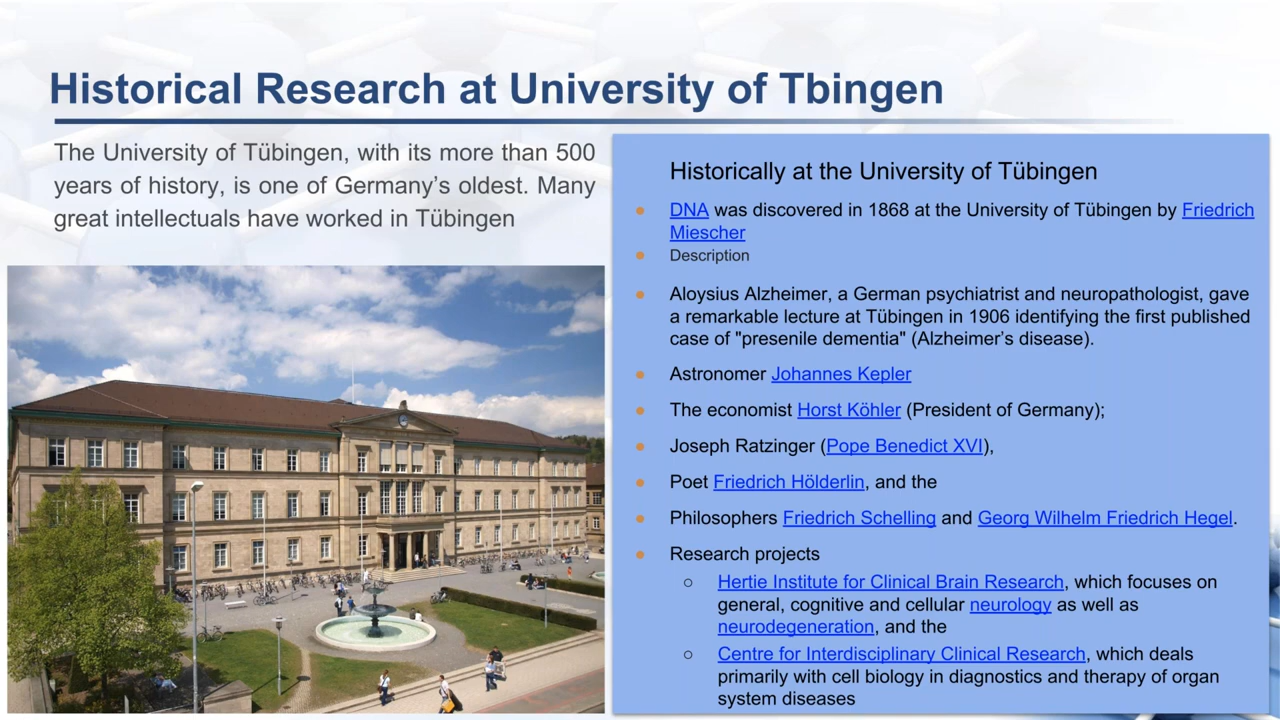 Historical Research at University of Tbingen
The University of Tübingen, with its more than 500
years of history, is one of Germany’s oldest. Many
great intellectuals have worked in Tübingen
Historically at the University of Tübingen
DNA was discovered in 1868 at the University of Tübingen by Friedrich
Miescher
Description
Aloysius Alzheimer, a German psychiatrist and neuropathologist, gave
a remarkable lecture at Tübingen in 1906 identifying the first published
case of "presenile dementia" (Alzheimer’s disease).
Astronomer Johannes Kepler
The economist Horst Köhler (President of Germany);
Joseph Ratzinger (Pope Benedict XVI),
Poet Friedrich Hölderlin, and the
Philosophers Friedrich Schelling and Georg Wilhelm Friedrich Hegel.
Research projects
Hertie Institute for Clinical Brain Research, which focuses on
general, cognitive and cellular neurology as well as
neurodegeneration, and the
Centre for Interdisciplinary Clinical Research, which deals
primarily with cell biology in diagnostics and therapy of organ
system diseases